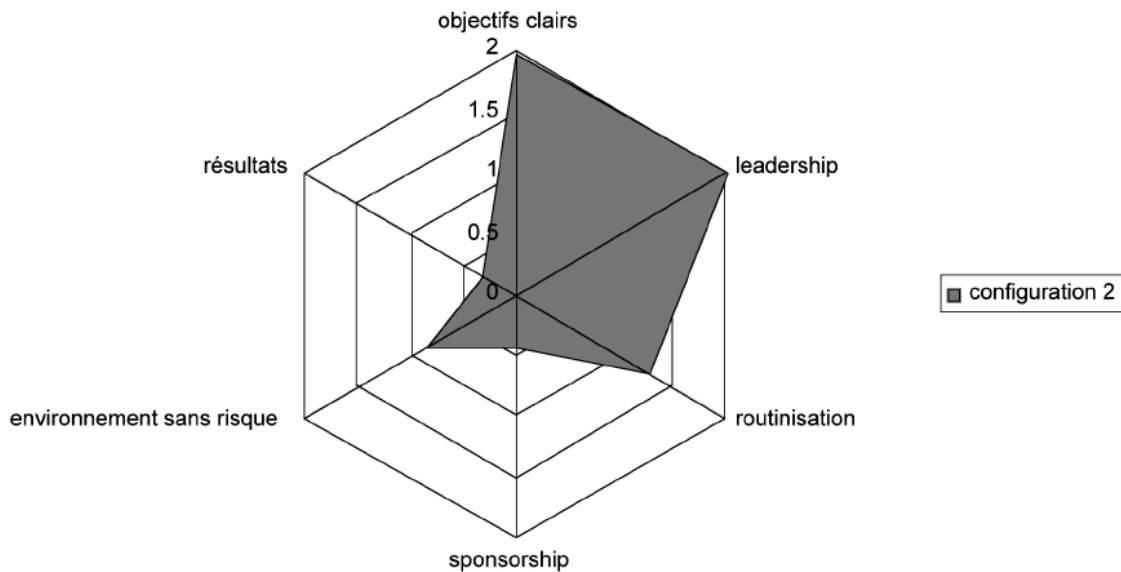 objectifs clairs
2
1.5
résultats
1
leadership
0.5
0
configuration 2
environnement sans risque
routinisation
sponsorship